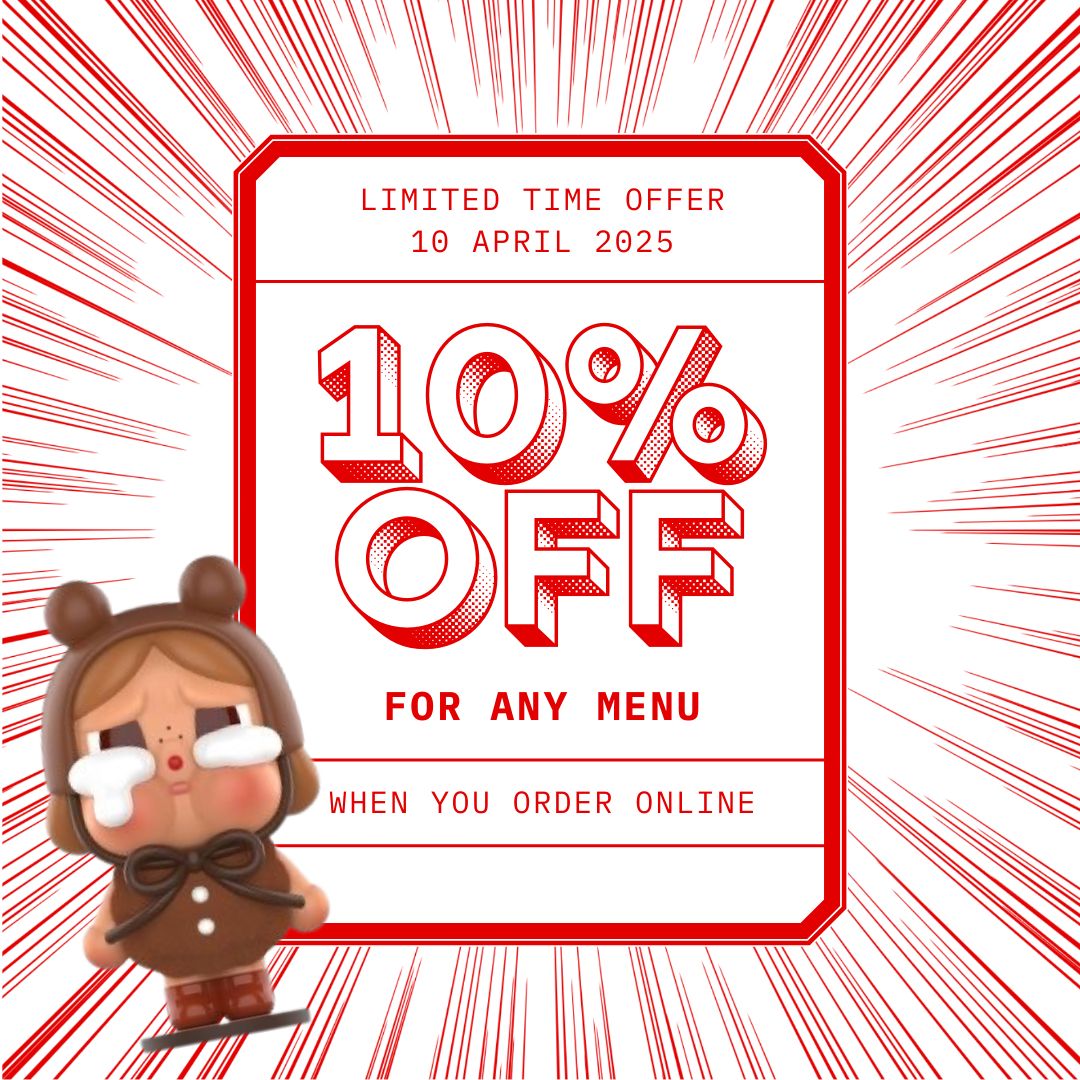 LIMITED TIME OFFER
10 APRIL 2025
10%
OFF
FOR ANY MENU
WHEN YOU ORDER ONLINE